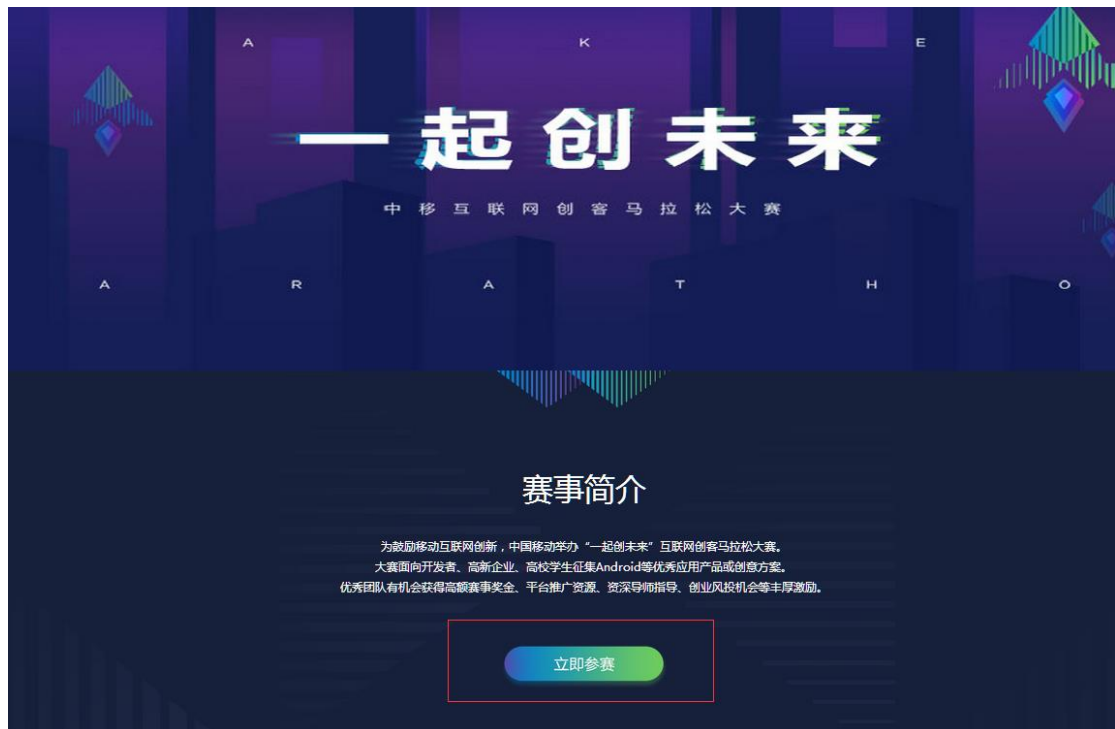 A K E
一起创未来
中移互联网创客马拉松大赛
A R A T H O
赛事简介
为鼓励移动互联网创新，中国移动举办“一起创未来”互联网创客马拉松大赛。
大赛面向开发者、高新企业、高校学生征集Android等优秀应用产品或创意方案。
优秀团队有机会获得高额赛事奖金、平台推广资源、资深导师指导、创业风投机会等丰厚激励。
立即参赛